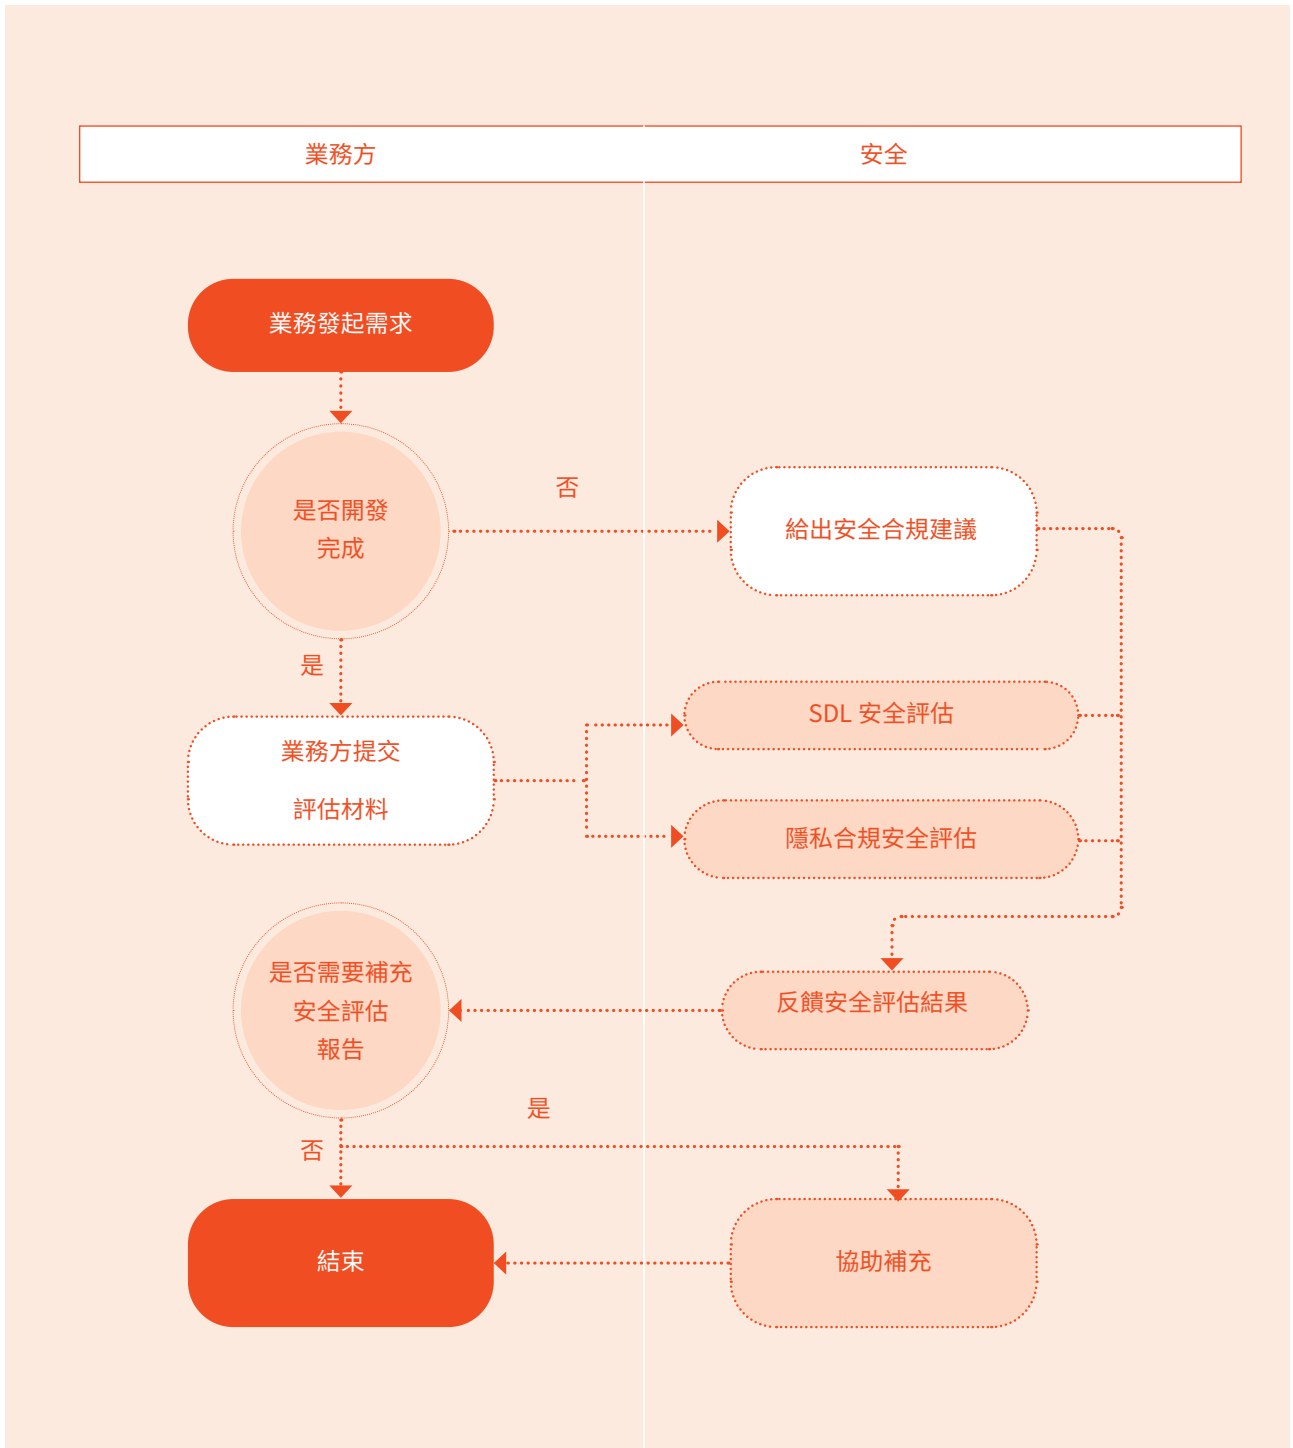 業務方
安全
業務發起需求
是否開發
完成
否
給出安全合規建議
是
業務方提交
評估材料
SDL 安全評估
隱私合規安全評估
是否需要補充
安全評估
報告
反饋安全評估結果
是
否
結束
協助補充